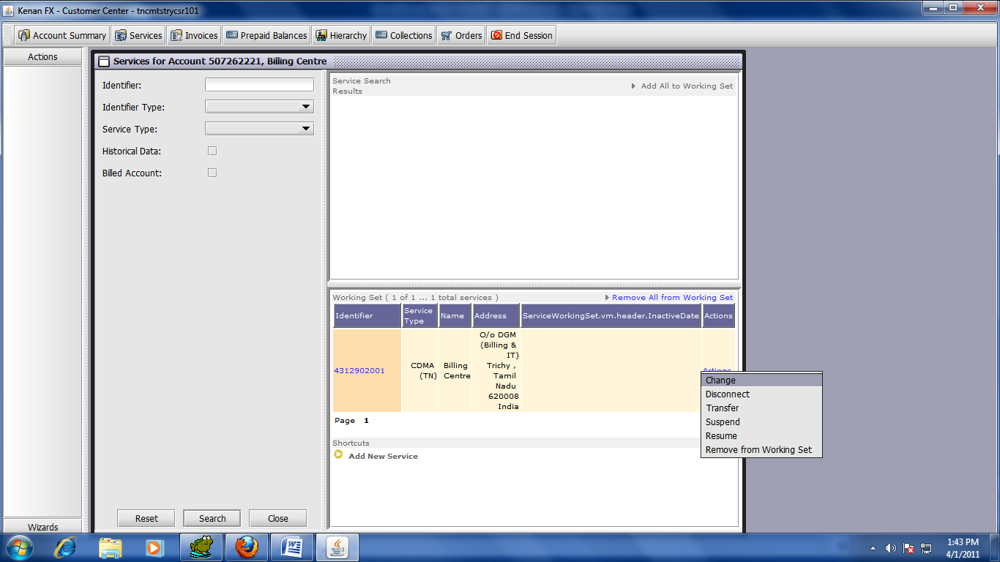 Kenan FX - Customer Center - tncmtstrycsr101
Account Summary
Services
Invoices
Prepaid Balances
Hierarchy
Collections
Orders
End Session
Actions
Services for Account 507262221, Billing Centre
Identifier:
Identifier Type:
Service Type:
Historical Data:
Billed Account:
Reset
Search
Close
Service Search
Results
Add All to Working Set
Working Set ( 1 of 1 ... 1 total services )
Remove All from Working Set
Identifier
Service
Type
Name
Address
ServiceWorkingSet.vm.header.InactiveDate
Actions
4312902001
CDMA
(TN)
Billing
Centre
O/o DGM
(Billing &
IT)
Trichy ,
Tamil
Nadu
620008
India
Actions
Change
Disconnect
Transfer
Suspend
Resume
Remove from Working Set
Page 1
Shortcuts
Add New Service
Wizards
1:43 PM
4/1/2011